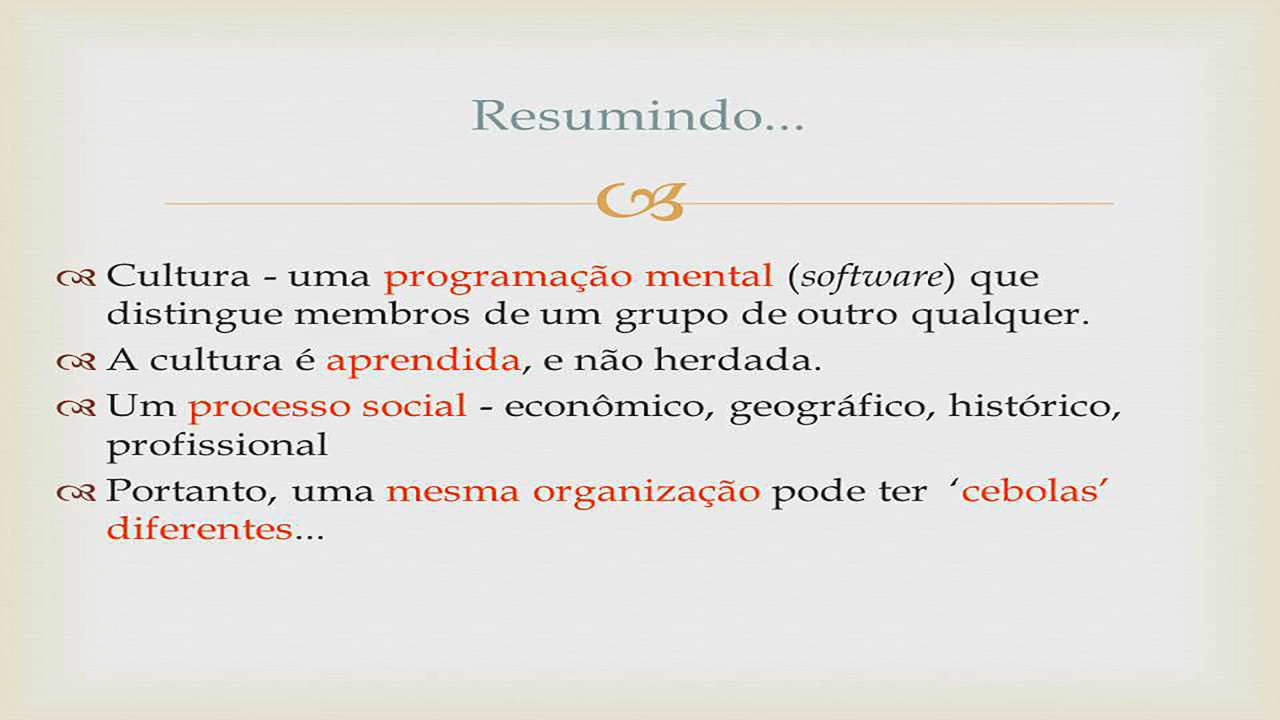 Resumindo...
Cultura - uma programação mental (software) que
distingue membros de um grupo de outro qualquer.
A cultura é aprendida, e não herdada.
Um processo social - econômico, geográfico, histórico,
profissional
Portanto, uma mesma organização pode ter ‘cebolas’
diferentes...